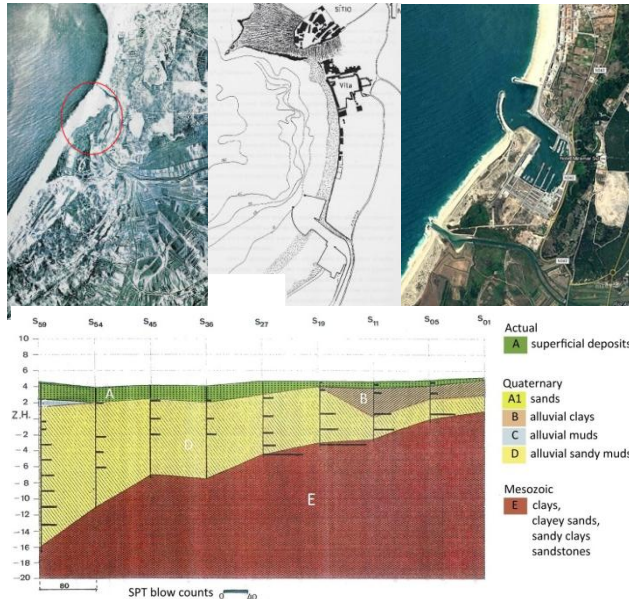 SÍTIO
Vila
S59 S64 S45 S36 S27 S19 S11 S05 S01
10
8
6
4
2
Z.H.
-2
-4
-6
-8
-10
-12
-14
-16
-18
-20
A
B
D
E
80
SPT blow counts 0 60
Actual
A superficial deposits
Quaternary
A1 sands
B alluvial clays
C alluvial muds
D alluvial sandy muds
Mesozoic
E clays,
clayey sands,
sandy clays
sandstones